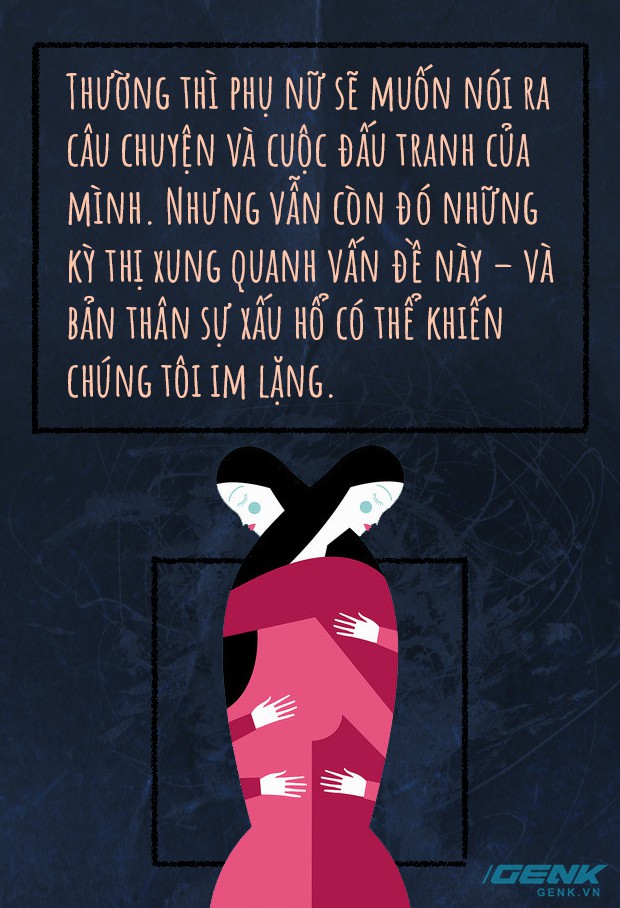 Thường thì phụ nữ sẽ muốn nói ra
câu chuyện và cuộc đấu tranh của
mình. Nhưng vẫn còn đó những
kỳ thị xung quanh vấn đề này – và
bản thân sự xấu hổ có thể khiến
chúng tôi im lặng.
GENK
GENK.VN